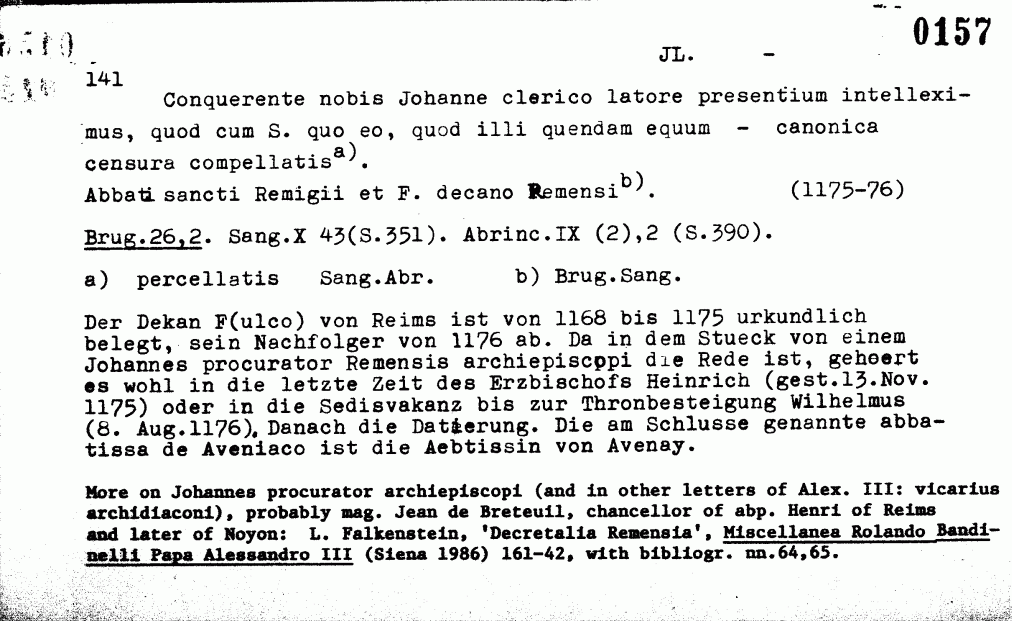 0157
JL. -
141
Conquerente nobis Johanne clerico latore presentium intellexi-
mus, quod cum S. quo eo, quod illi quendam equum - canonica
censura compellatis a).
Abbati sancti Remigii et F. decano Remensi b). (1175-76)
Brug.26,2. Sang.X 43(S.351). Abrinc.IX (2),2 (S.390).
a) percellatis Sang.Abr. b) Brug.Sang.
Der Dekan F(ulco) von Reims ist von 1168 bis 1175 urkundlich
belegt, sein Nachfolger von 1176 ab. Da in dem Stueck von einem
Johannes procurator Remensis archiepiscopi die Rede ist, gehoert
es wohl in die letzte Zeit des Erzbischofs Heinrich (gest.13.Nov.
1175) oder in die Sedisvakanz bis zur Thronbesteigung Wilhelmus
(8. Aug.1176). Danach die Datierung. Die am Schlusse genannte abba-
tissa de Aveniaco ist die Aebtissin von Avenay.
More on Johannes procurator archiepiscopi (and in other letters of Alex. III: vicarius
archidiaconi), probably mag. Jean de Breteuil, chancellor of abp. Henri of Reims
and later of Noyon: L. Falkenstein, 'Decretalia Remensia', Miscellanea Rolando Bandi-
nelli Papa Alessandro III (Siena 1986) 161-42, with bibliogr. nn.64,65.